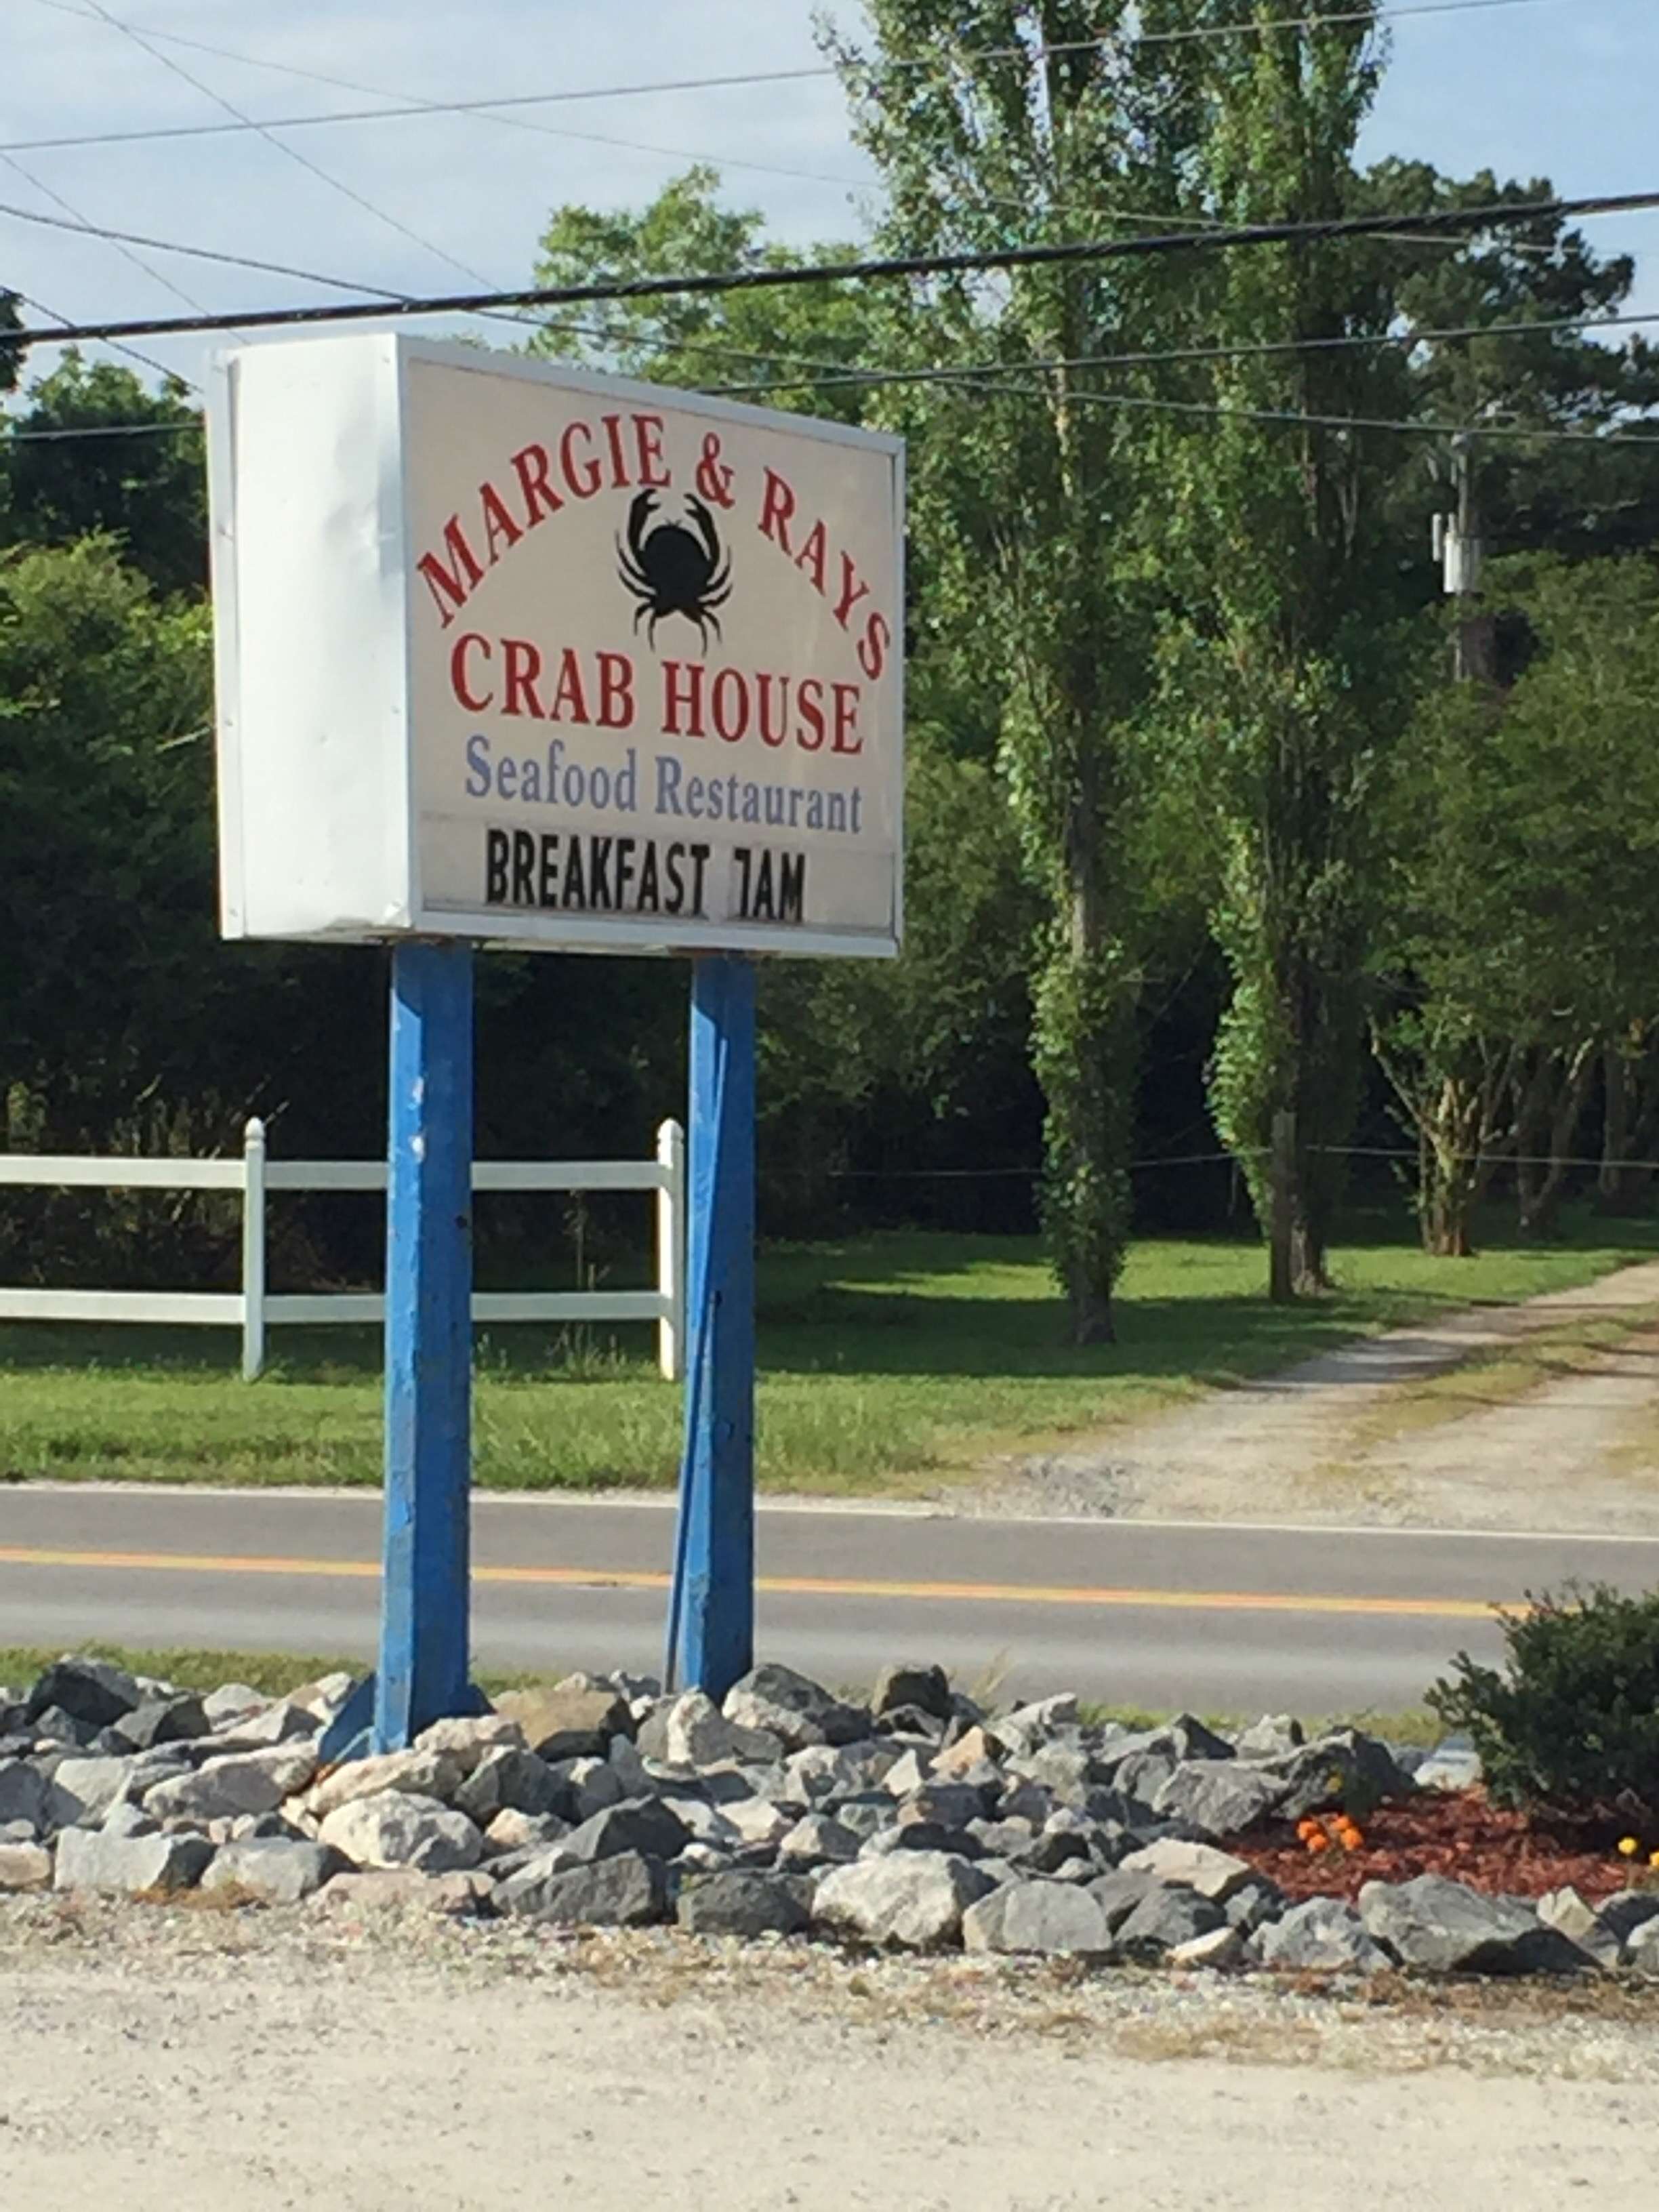 MARGIE & RAYS
CRAB HOUSE
Seafood Restaurant
BREAKFAST 7AM